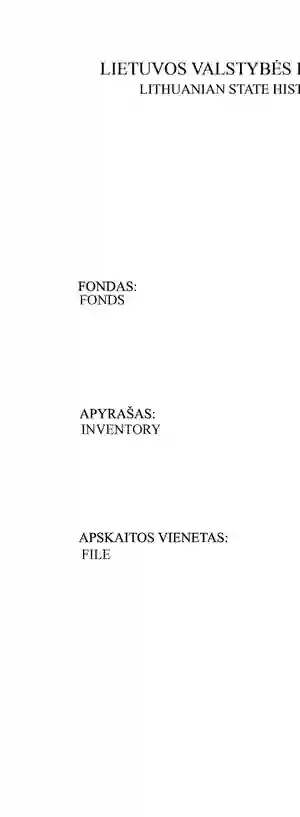 LIETUVOS VALSTYBĖS
LITHUANIAN STATE
FONDAS:
FONDS
APYRAŠAS:
INVENTORY
APSKAITOS VIENETAS:
FILE